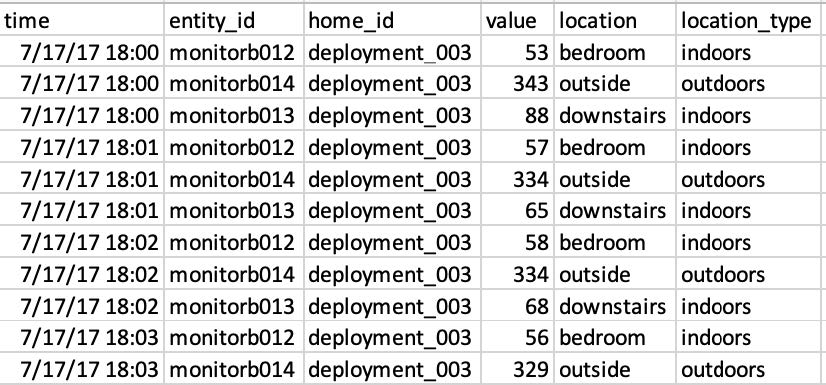 time entity_id home_id value location location_type
7/17/17 18:00 monitorb012 deployment_003 53 bedroom indoors
7/17/17 18:00 monitorb014 deployment_003 343 outside outdoors
7/17/17 18:00 monitorb013 deployment_003 88 downstairs indoors
7/17/17 18:01 monitorb012 deployment_003 57 bedroom indoors
7/17/17 18:01 monitorb014 deployment_003 334 outside outdoors
7/17/17 18:01 monitorb013 deployment_003 65 downstairs indoors
7/17/17 18:02 monitorb012 deployment_003 58 bedroom indoors
7/17/17 18:02 monitorb014 deployment_003 334 outside outdoors
7/17/17 18:02 monitorb013 deployment_003 68 downstairs indoors
7/17/17 18:03 monitorb012 deployment_003 56 bedroom indoors
7/17/17 18:03 monitorb014 deployment_003 329 outside outdoors